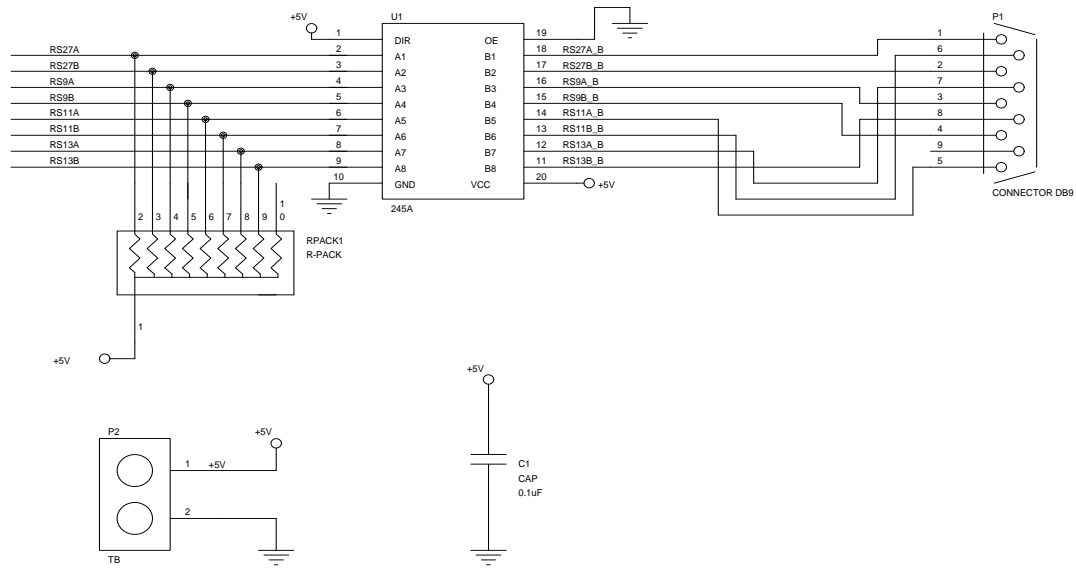 +5V
U1
P1
1
DIR
OE
19
1
RS27A
2
A1
B1
18
RS27A_B
6
RS27B
3
A2
B2
17
RS27B_B
2
RS9A
4
A3
B3
16
RS9A_B
7
RS9B
5
A4
B4
15
RS9B_B
3
RS11A
6
A5
B5
14
RS11A_B
8
RS11B
7
A6
B6
13
RS11B_B
4
RS13A
8
A7
B7
12
RS13A_B
9
RS13B
9
A8
B8
11
RS13B_B
5
10
GND
VCC
20
+5V
CONNECTOR DB9
245A
2 3 4 5 6 7 8 9 10
RPACK1
R-PACK
1
+5V
+5V
P2
+5V
1
+5V
2
TB
C1
CAP
0.1uF